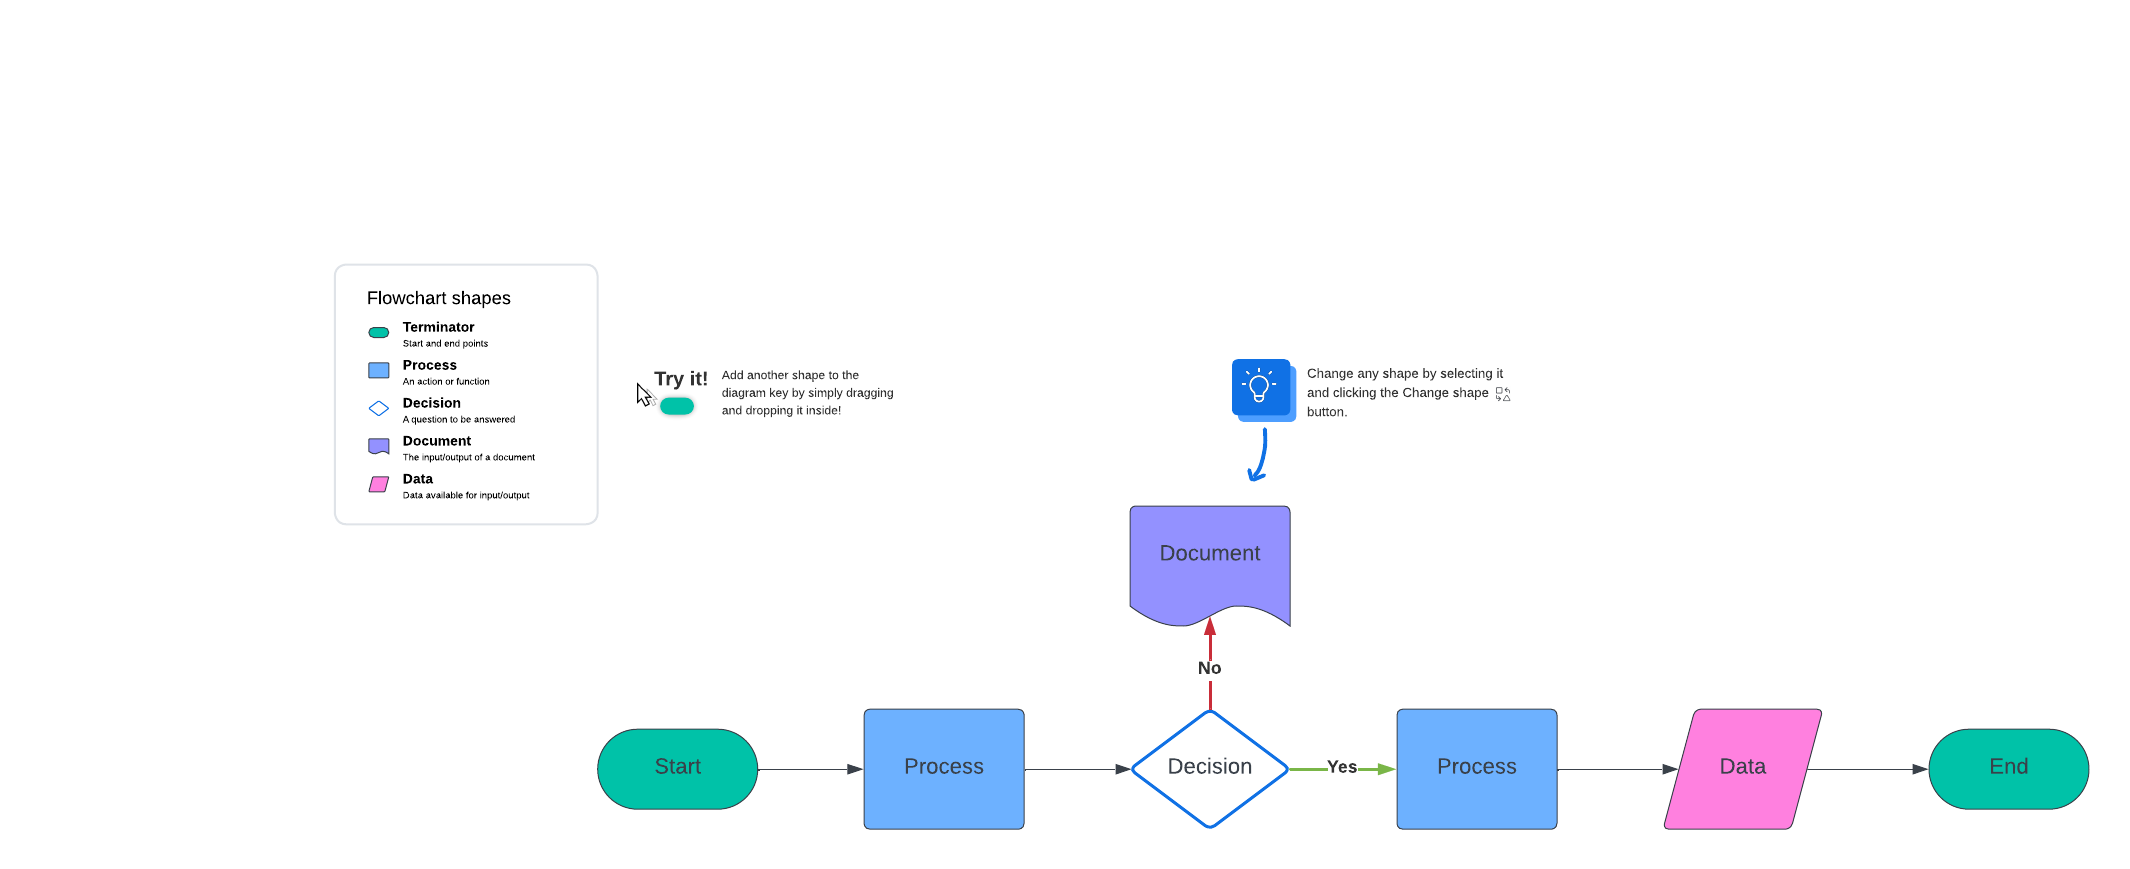 Flowchart shapes
Terminator
Start and end points
Process
An action or function
Decision
A question to be answered
Document
The input/output of a document
Data
Data available for input/output
Try it!
Add another shape to the
diagram key by simply dragging
and dropping it inside!
Change any shape by selecting it
and clicking the Change shape
button.
Document
No
Start
Process
Decision
Yes
Process
Data
End